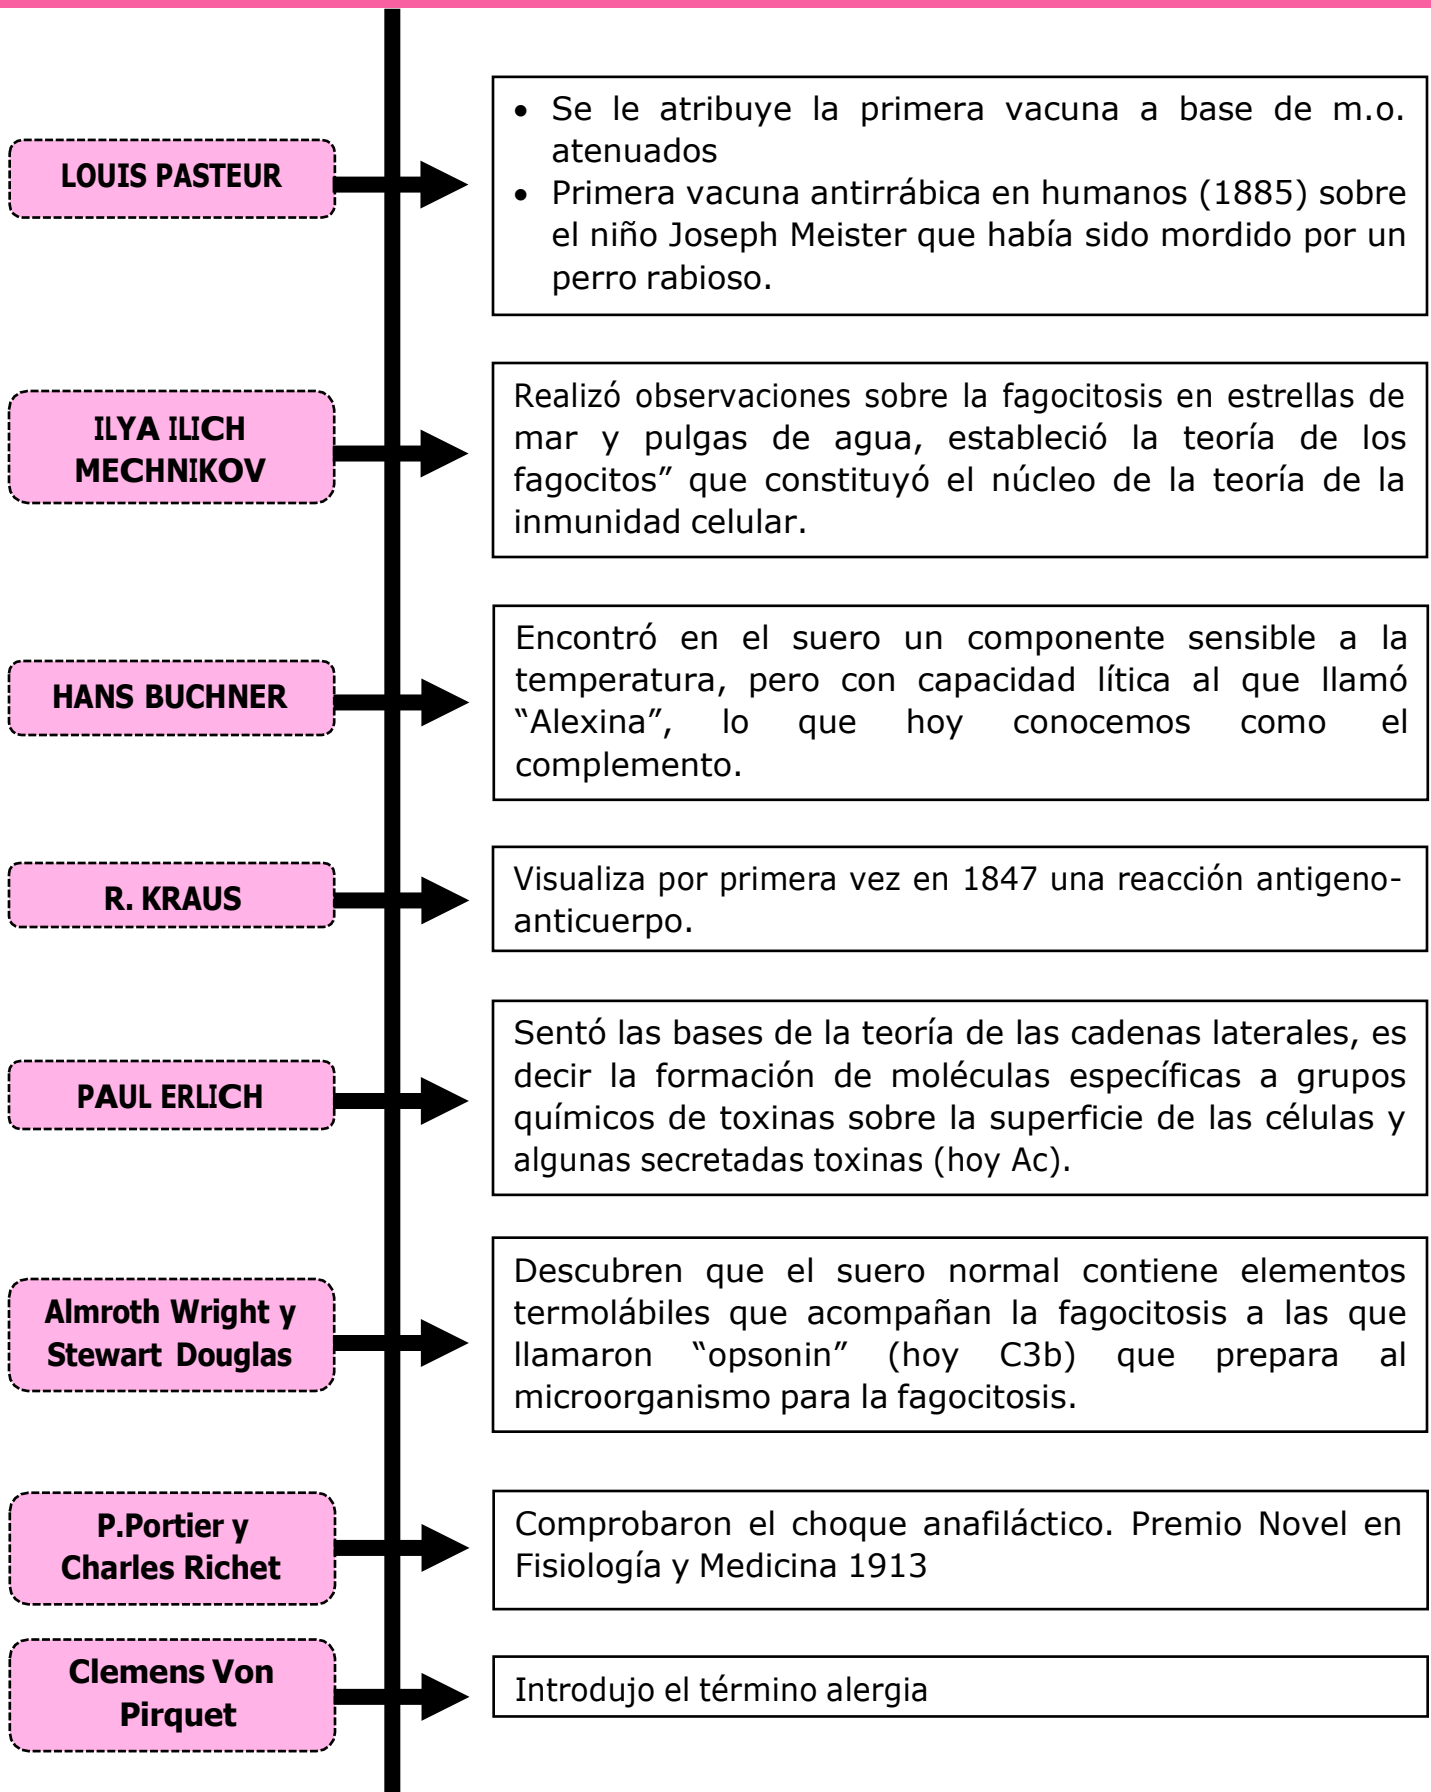 LOUIS PASTEUR
• Se le atribuye la primera vacuna a base de m.o.
atenuados
• Primera vacuna antirrábica en humanos (1885) sobre
el niño Joseph Meister que había sido mordido por un
perro rabioso.
ILYA ILICH
MECHNIKOV
Realizó observaciones sobre la fagocitosis en estrellas de
mar y pulgas de agua, estableció la teoría de los
fagocitos” que constituyó el núcleo de la teoría de la
inmunidad celular.
HANS BUCHNER
Encontró en el suero un componente sensible a la
temperatura, pero con capacidad lítica al que llamó
“Alexina”, lo que hoy conocemos como el
complemento.
R. KRAUS
Visualiza por primera vez en 1847 una reacción antigeno-
anticuerpo.
PAUL ERLICH
Sentó las bases de la teoría de las cadenas laterales, es
decir la formación de moléculas específicas a grupos
químicos de toxinas sobre la superficie de las células y
algunas secretadas toxinas (hoy Ac).
Almroth Wright y
Stewart Douglas
Descubren que el suero normal contiene elementos
termolábiles que acompañan la fagocitosis a las que
llamaron “opsonin” (hoy C3b) que prepara al
microorganismo para la fagocitosis.
P.Portier y
Charles Richet
Comprobaron el choque anafiláctico. Premio Novel en
Fisiología y Medicina 1913
Clemens Von
Pirquet
Introdujo el término alergia